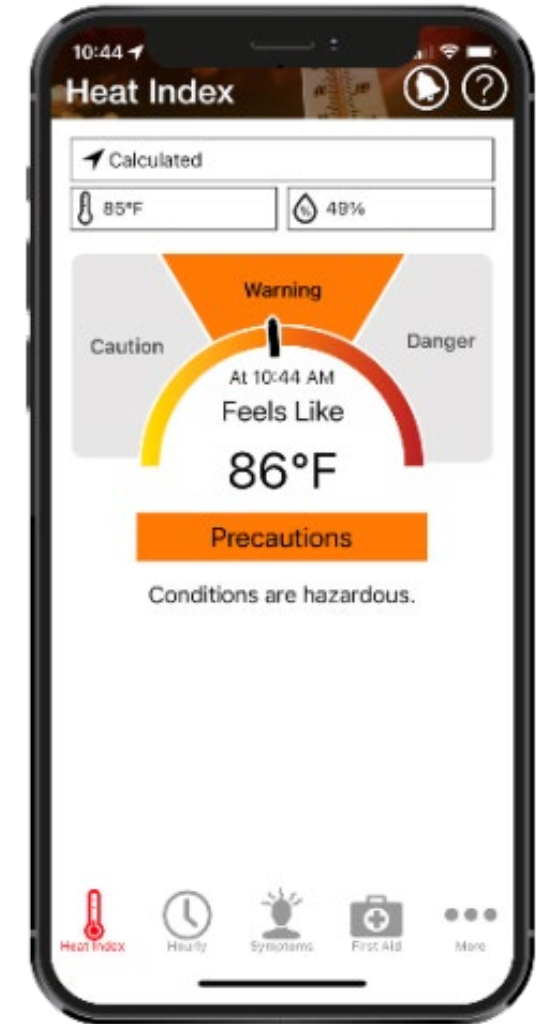 10:44
Heat Index
Calculated
85°F
49%
Warning
Caution
Danger
At 10:44 AM
Feels Like
86°F
Precautions
Conditions are hazardous.
Heat Index
Hourly
Symptoms
First Aid
More